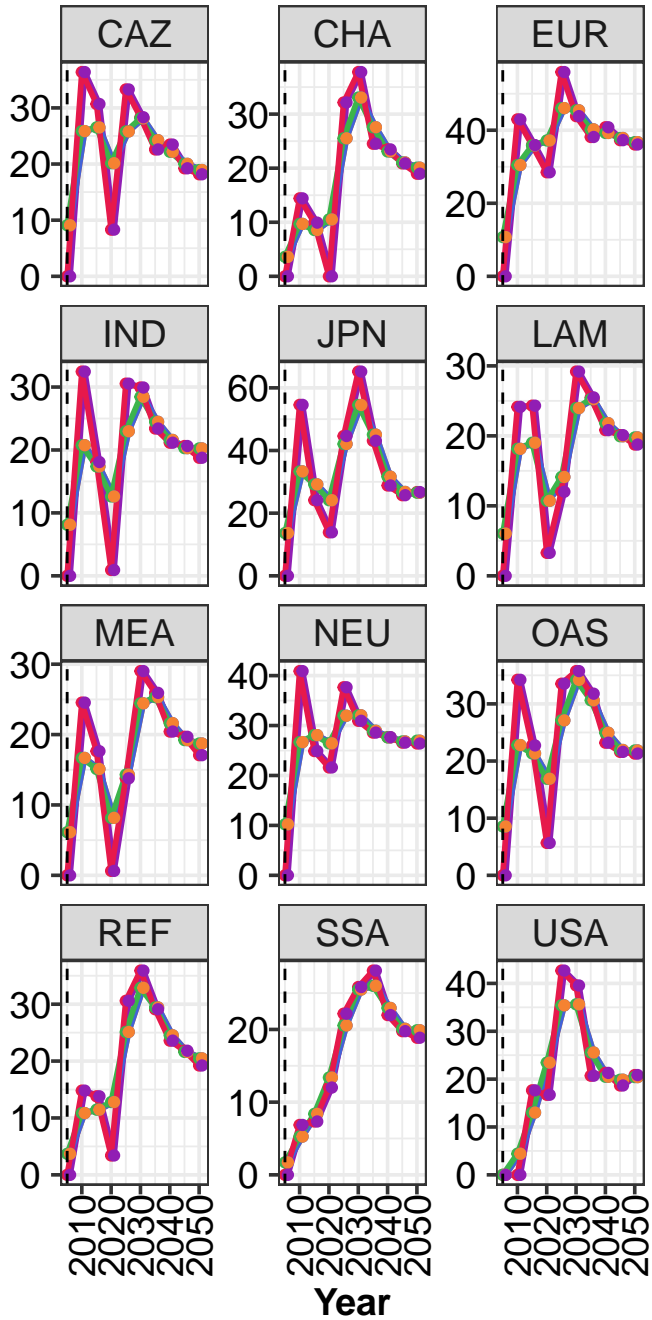 CAZ CHA EUR
30 30 40
20 20 20
10 10 0
0 0
IND JPN LAM
30 60 30
20 40 20
10 20 10
0 0 0
MEA NEU OAS
30 40 30
20 30 20
10 20 10
0 10 0
0
REF SSA USA
30 20 40
20 10 30
10 0 20
0 10
0
2010 2020 2030 2040 2050 2010 2020 2030 2040 2050 2010 2020 2030 2040 2050
Year